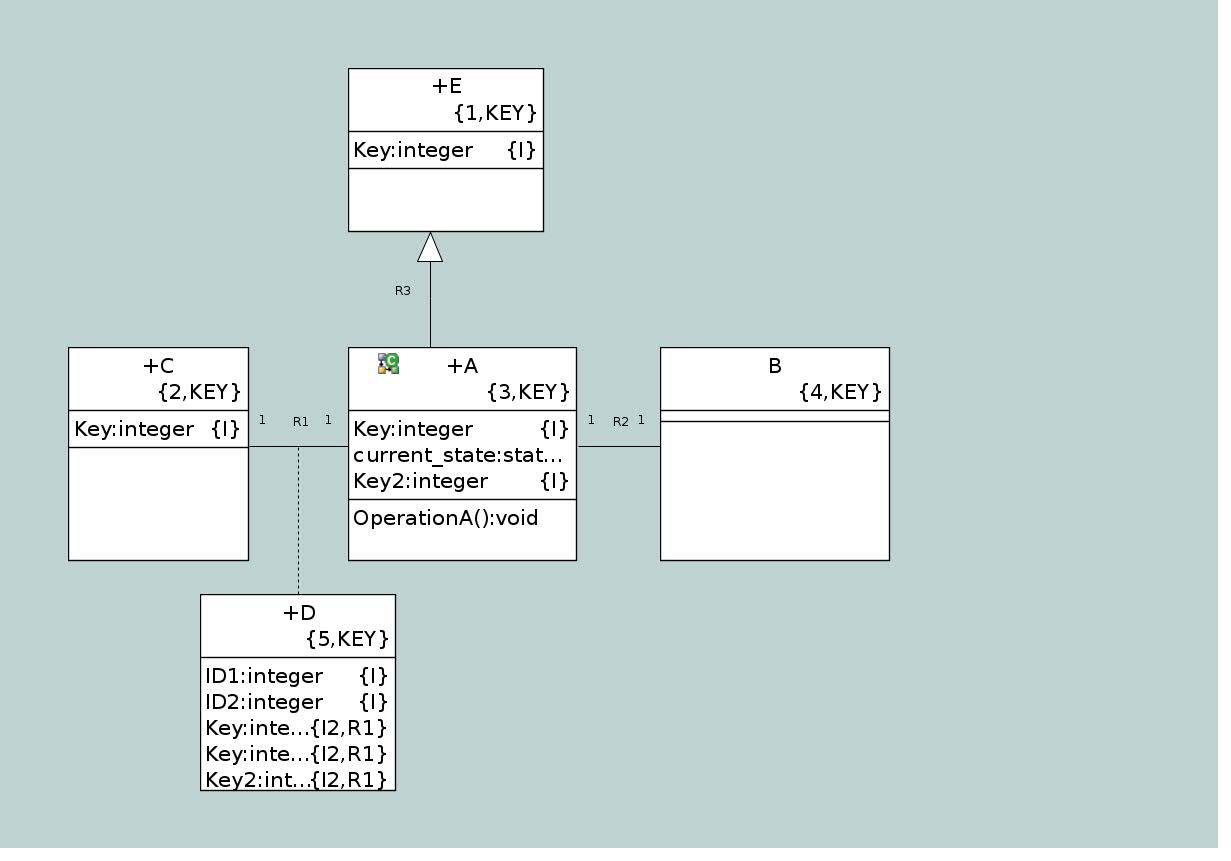 +E
{1,KEY}
Key:integer {I}
R3
+C
{2,KEY}
Key:integer {I}
1 R1 1
C
+A
{3,KEY}
Key:integer {I}
current_state:stat...
Key2:integer {I}
OperationA():void
1 R2 1
B
{4,KEY}
+D
{5,KEY}
ID1:integer {I}
ID2:integer {I}
Key:inte...{I2,R1}
Key:inte...{I2,R1}
Key2:int...{I2,R1}